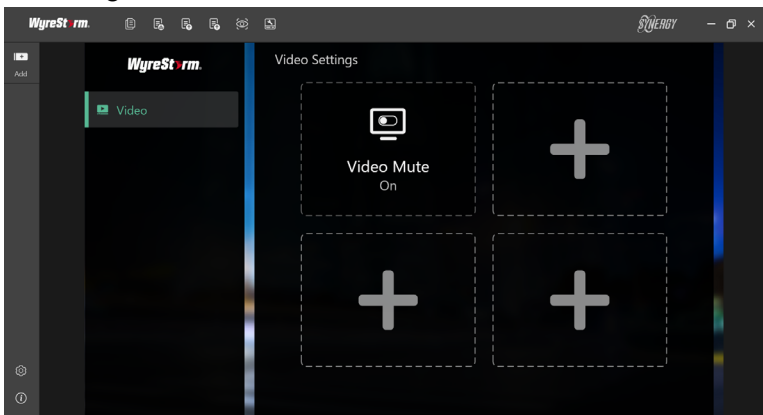 WyreStorm.
SYNERGY
Add
WyreStorm.
Video
Video Settings
Video Mute
On